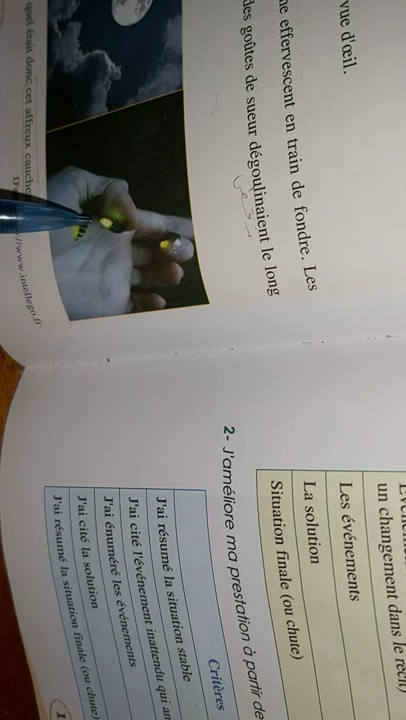 vue d'œil.
ne effervescent en train de fondre. Les
des goûtes de sueur dégoulinaient le long
quel était donc cet affreux
://www.intellego.fr
un changement dans le récit)
Les événements
La solution
Situation finale (ou chute)
2- J'améliore ma prestation à partir de
Critères
J'ai résumé la situation stable
J'ai cité l'événement inattendu qui
J'ai énuméré les événements
J'ai cité la solution
J'ai résumé la situation finale (ou chute)
1